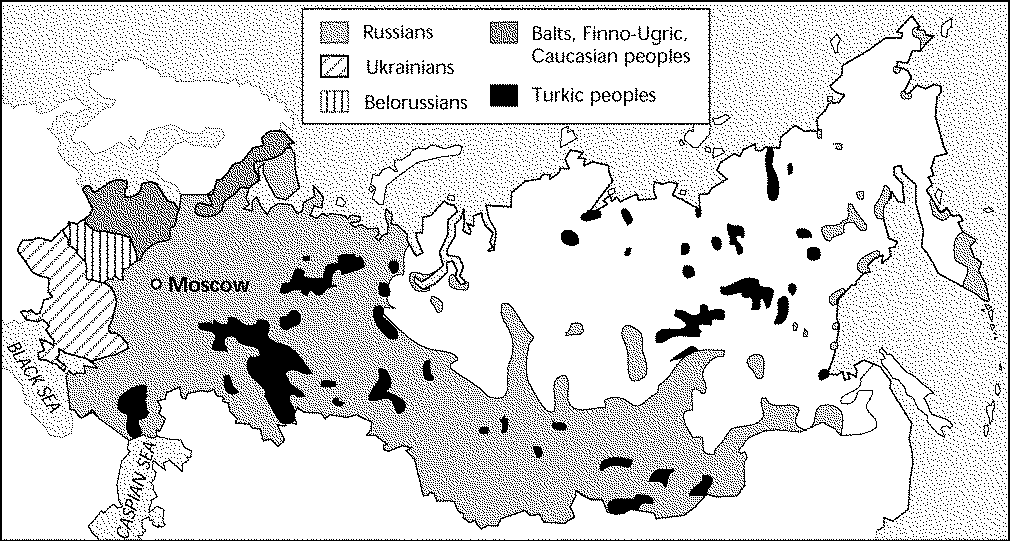 Russians
Ukrainians
Belorussians
Balts, Finno-Ugric,
Caucasian peoples
Turkic peoples
Moscow
BLACK SEA
CASPIAN SEA